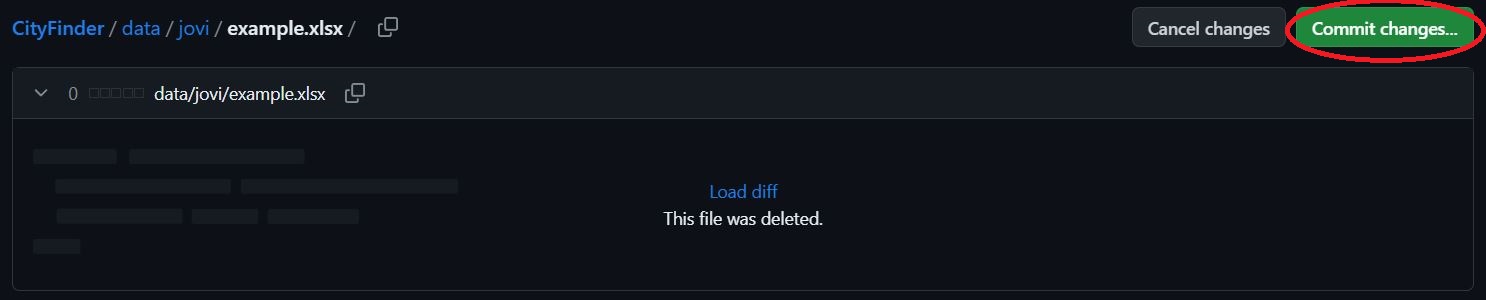 CityFinder / data / jovi / example.xlsx / Cancel changes Commit changes...
0 data/jovi/example.xlsx
Load diff
This file was deleted.